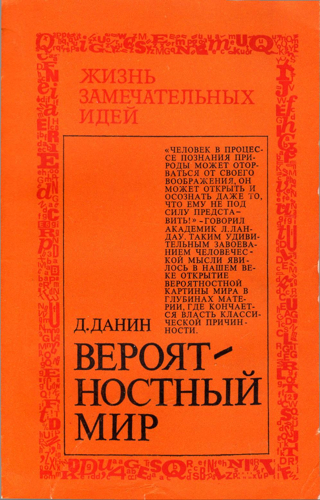 ЖИЗНЬ
ЗАМЕЧАТЕЛЬНЫХ
ИДЕЙ
«ЧЕЛОВЕК В ПРОЦЕС-
СЕ ПОЗНАНИЯ ПРИ-
РОДЫ МОЖЕТ ОТОР-
ВАТЬСЯ ОТ СВОЕГО
ВООБРАЖЕНИЯ, ОН
МОЖЕТ ОТКРЫТЬ И
ОСОЗНАТЬ ДАЖЕ ТО,
ЧТО ЕМУ НЕ ПОД
СИЛУ ПРЕДСТА-
ВИТЬ!»–ГОВОРИЛ
АКАДЕМИК Л.ЛАН-
ДАУ. ТАКИМ УДИВИ-
ТЕЛЬНЫМ ЗАВОЕВА-
НИЕМ ЧЕЛОВЕЧЕС-
КОЙ МЫСЛИ ЯВИ-
ЛОСЬ В НАШЕМ ВЕ-
КЕ ОТКРЫТИЕ
ВЕРОЯТНОСТНОЙ
КАРТИНЫ МИРА В
ГЛУБИНАХ МАТЕ-
РИИ, ГДЕ КОНЧАЕТ-
СЯ ВЛАСТЬ КЛАССИ-
ЧЕСКОЙ ПРИЧИН-
НОСТИ.
Д.ДАНИН
ВЕРОЯТ–
НОСТНЫЙ
МИР